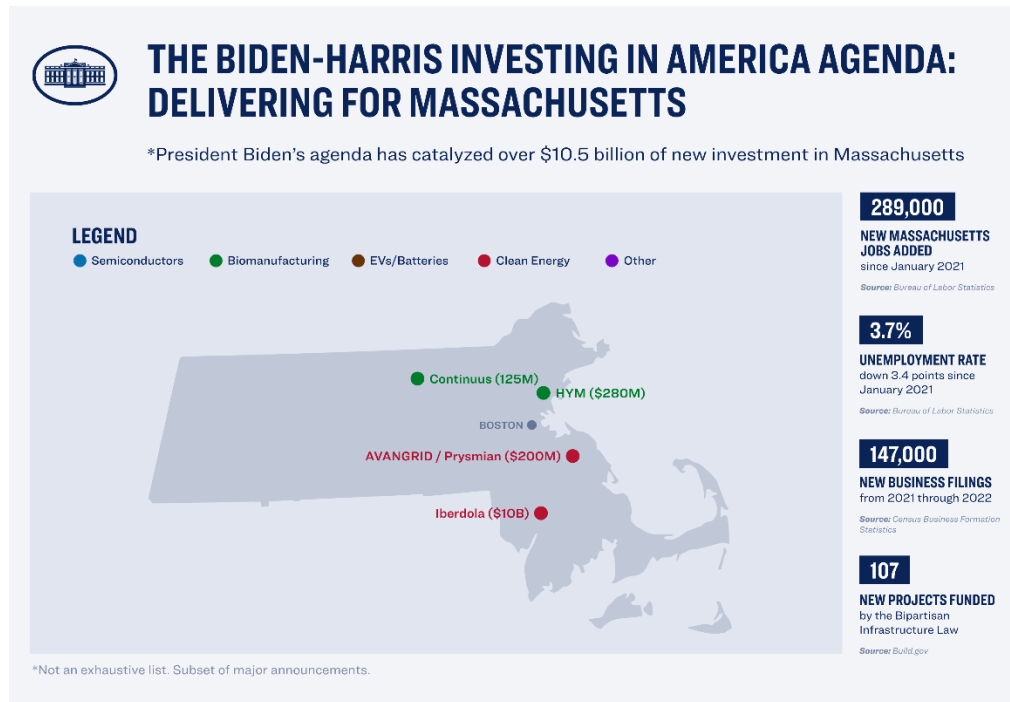 THE BIDEN-HARRIS INVESTING IN AMERICA AGENDA:
DELIVERING FOR MASSACHUSETTS
*President Biden's agenda has catalyzed over $10.5 billion of new investment in Massachusetts
LEGEND
Semiconductors
Biomanufacturing
EVs/Batteries
Clean Energy
Other
Continuus (125M)
HYM ($280M)
BOSTON
AVANGRID / Prysmian ($200M)
Iberdola ($10B)
289,000
NEW MASSACHUSETTS
JOBS ADDED
since January 2021
Source: Bureau of Labor Statistics
3.7%
UNEMPLOYMENT RATE
down 3.4 points since
January 2021
Source: Bureau of Labor Statistics
147,000
NEW BUSINESS FILINGS
from 2021 through 2022
Source: Census Business Formation
Statistics
107
NEW PROJECTS FUNDED
by the Bipartisan
Infrastructure Law
Source: Build.gov
*Not an exhaustive list. Subset of major announcements.